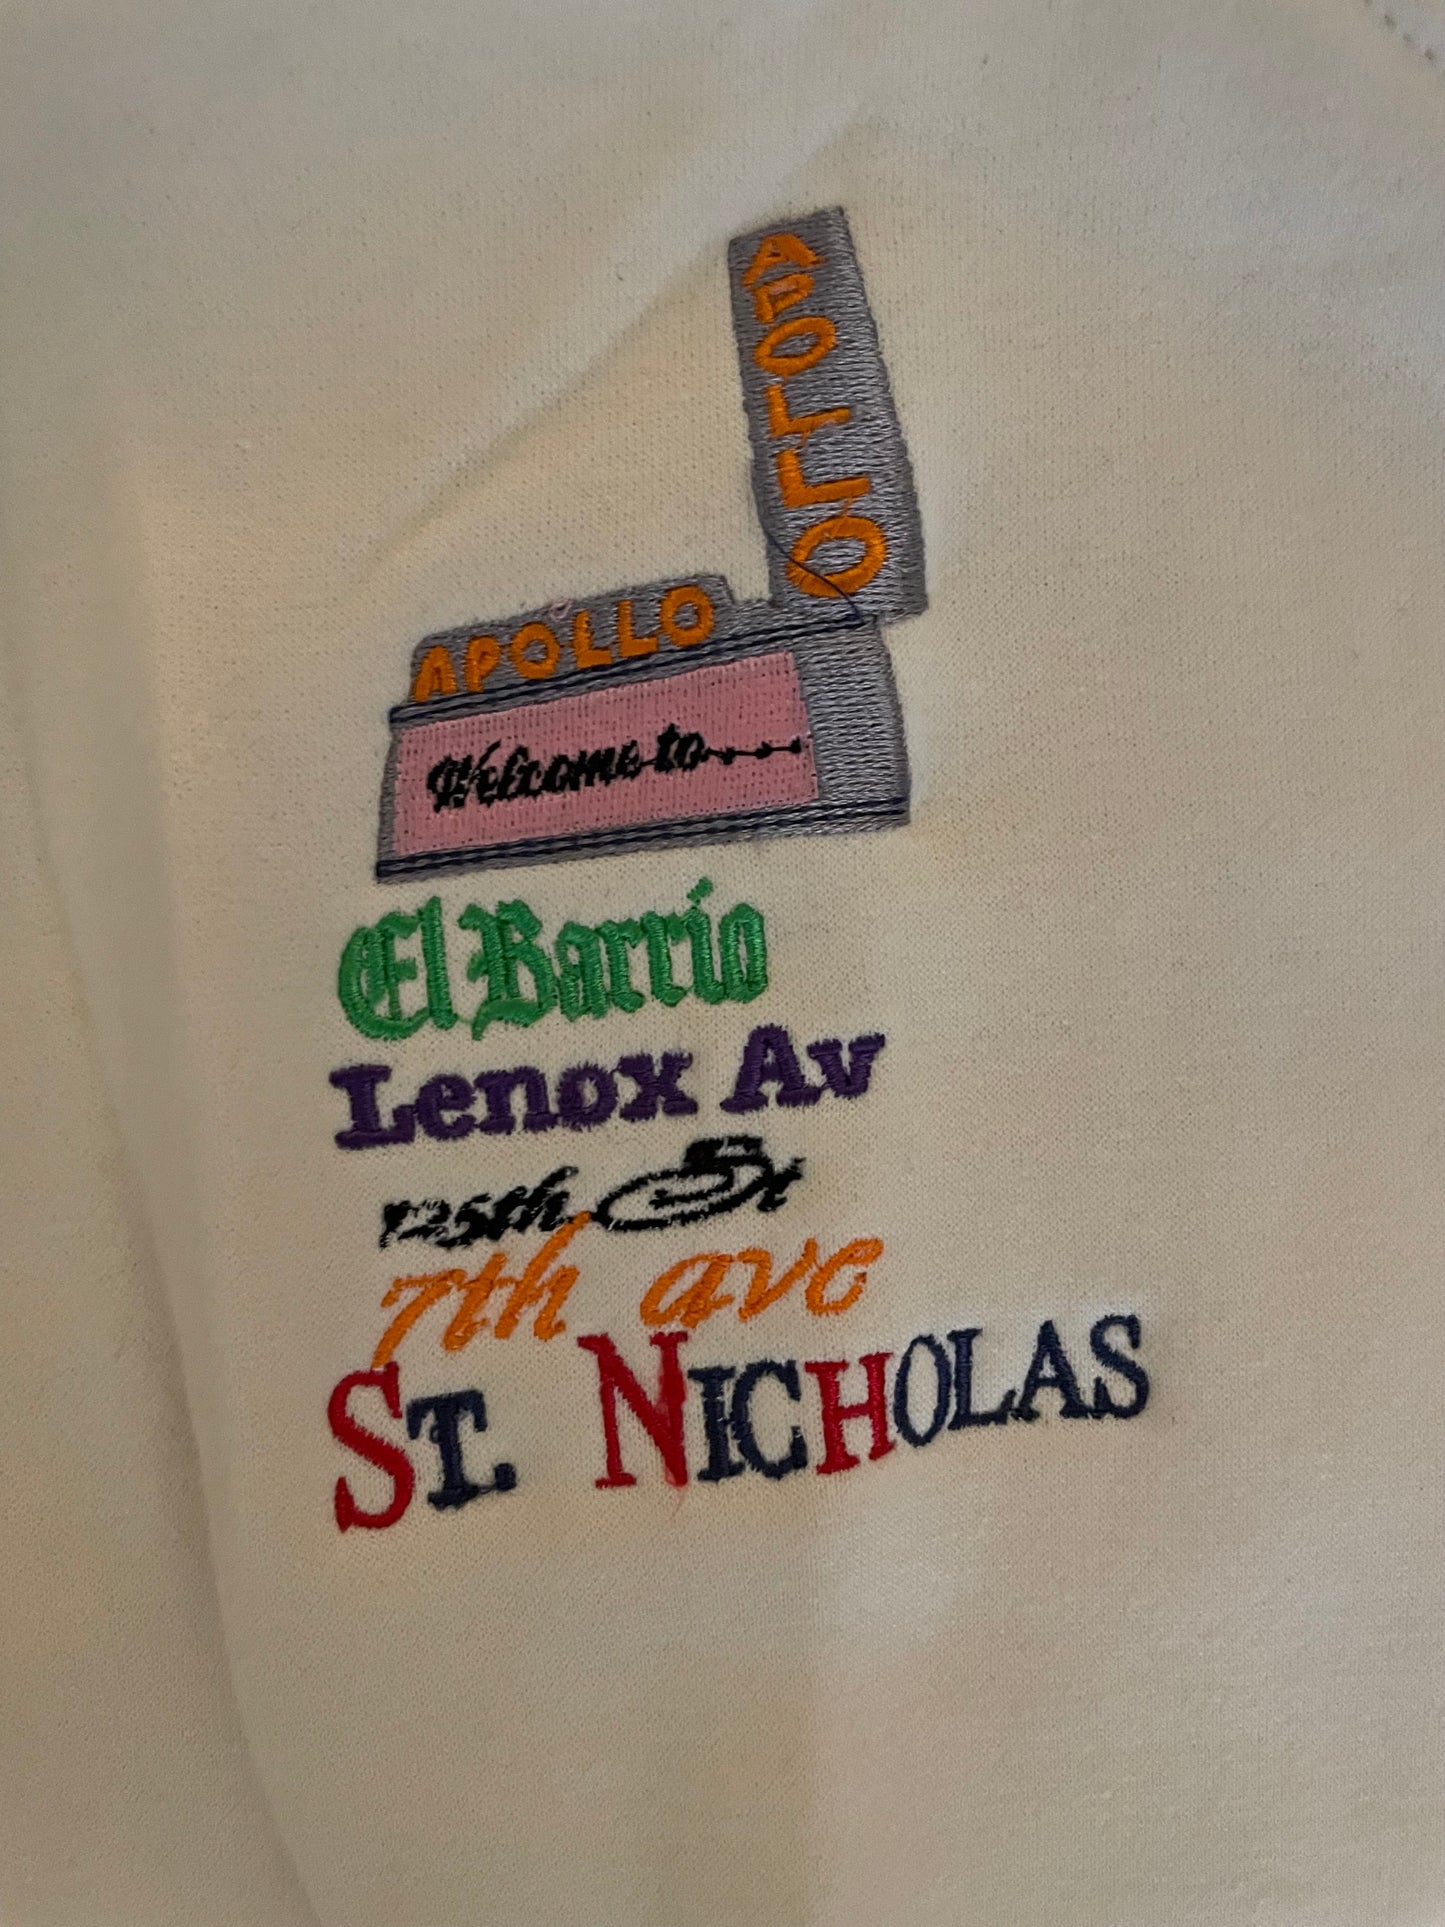 APOLLO
APOLLO
Welcome to....
El Barrio
Lenox Av
125th St
7th ave
ST. NICHOLAS